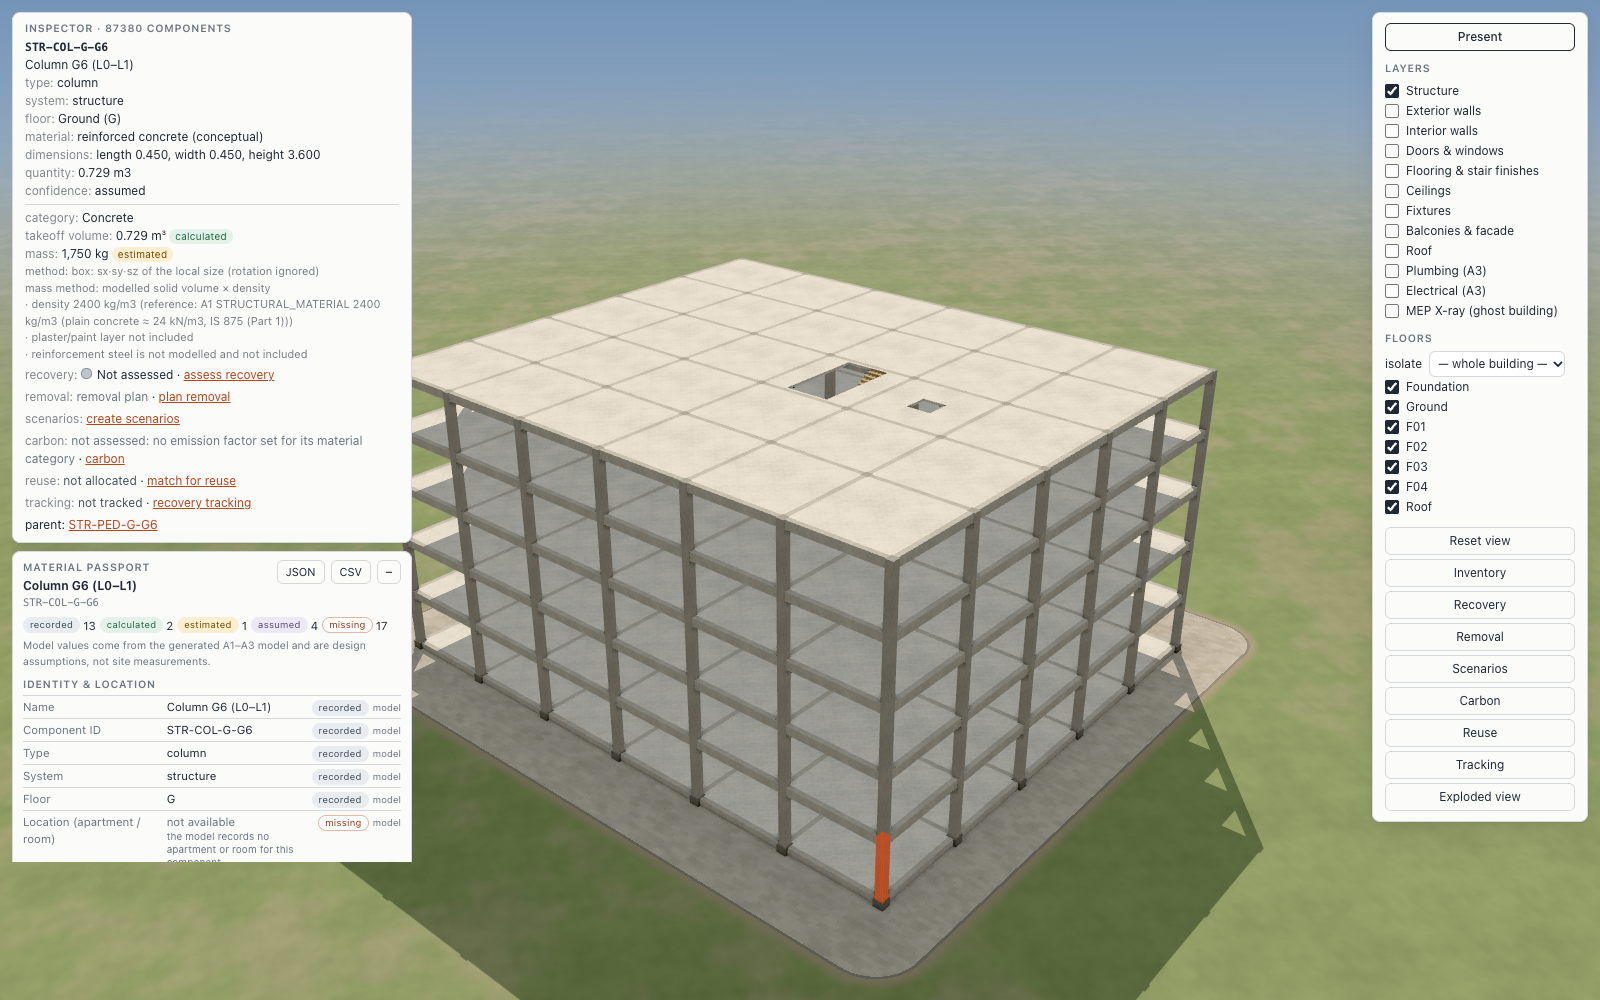 INSPECTOR · 87380 COMPONENTS
STR-COL-G-G6
Column G6 (L0–L1)
type: column
system: structure
floor: Ground (G)
material: reinforced concrete (conceptual)
dimensions: length 0.450, width 0.450, height 3.600
quantity: 0.729 m3
confidence: assumed
category: Concrete
takeoff volume: 0.729 m³ calculated
mass: 1,750 kg estimated
method: box: sx·sy·sz of the local size (rotation ignored)
mass method: modelled solid volume × density
· density 2400 kg/m3 (reference: A1 STRUCTURAL_MATERIAL 2400
kg/m3 (plain concrete ≈ 24 kN/m3, IS 875 (Part 1)))
· plaster/paint layer not included
· reinforcement steel is not modelled and not included
recovery: Not assessed · assess recovery
removal: removal plan · plan removal
scenarios: create scenarios
carbon: not assessed: no emission factor set for its material
category · carbon
reuse: not allocated · match for reuse
tracking: not tracked · recovery tracking
parent: STR-PED-G-G6
MATERIAL PASSPORT
JSON CSV –
Column G6 (L0–L1)
STR-COL-G-G6
recorded 13 calculated 2 estimated 1 assumed 4 missing 17
Model values come from the generated A1–A3 model and are design
assumptions, not site measurements.
IDENTITY & LOCATION
Name Column G6 (L0–L1) recorded model
Component ID STR-COL-G-G6 recorded model
Type column recorded model
System structure recorded model
Floor G recorded model
Location (apartment / room) not available missing model
the model records no
apartment or room for this
component
Present
LAYERS
Structure
Exterior walls
Interior walls
Doors & windows
Flooring & stair finishes
Ceilings
Fixtures
Balconies & facade
Roof
Plumbing (A3)
Electrical (A3)
MEP X-ray (ghost building)
FLOORS
isolate — whole building —
Foundation
Ground
F01
F02
F03
F04
Roof
Reset view
Inventory
Recovery
Removal
Scenarios
Carbon
Reuse
Tracking
Exploded view